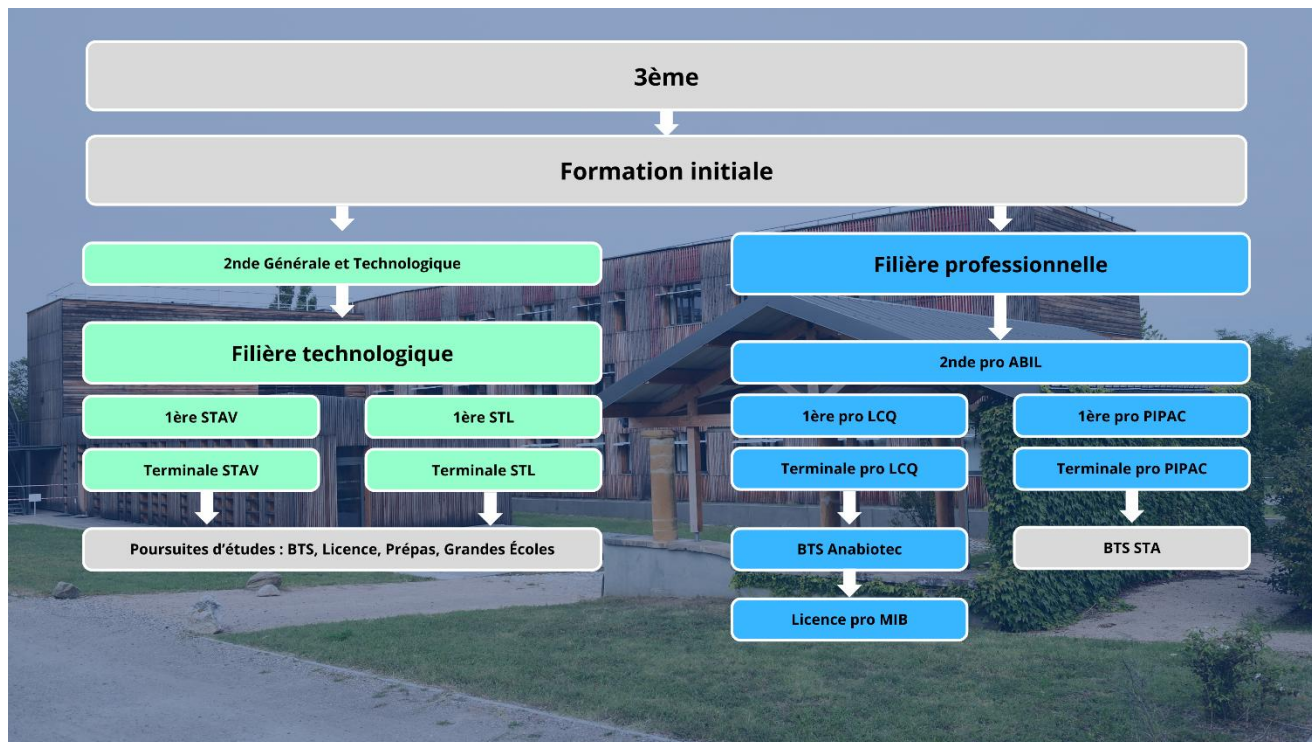 3ème
Formation initiale
2nde Générale et Technologique
Filière technologique
1ère STAV
1ère STL
Terminale STAV
Terminale STL
Poursuites d'études : BTS, Licence, Prépas, Grandes Écoles
Filière professionnelle
2nde pro ABIL
1ère pro LCQ
1ère pro PIPAC
Terminale pro LCQ
Terminale pro PIPAC
BTS Anabiotec
BTS STA
Licence pro MIB